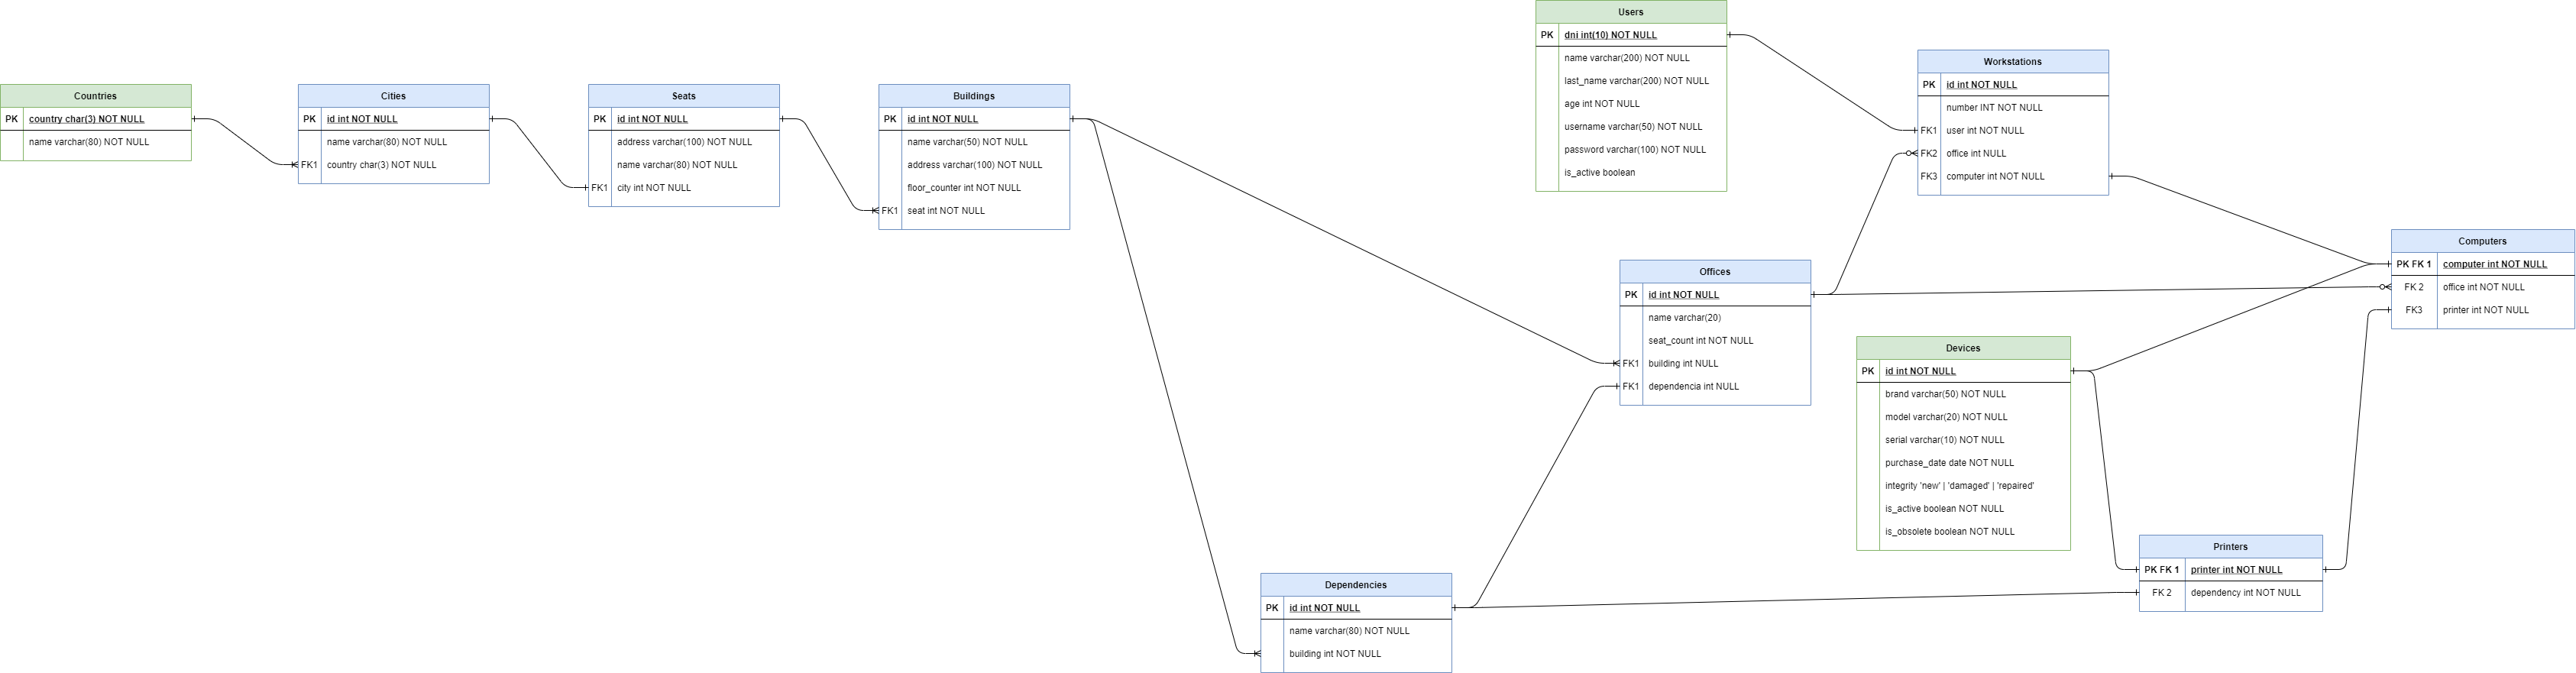 Users
PK dni int(10) NOT NULL
name varchar(200) NOT NULL
last_name varchar(200) NOT NULL
age int NOT NULL
username varchar(50) NOT NULL
password varchar(100) NOT NULL
is_active boolean
Workstations
PK id int NOT NULL
number INT NOT NULL
FK1 user int NOT NULL
FK2 office int NULL
FK3 computer int NOT NULL
Countries
PK country char(3) NOT NULL
name varchar(80) NOT NULL
Cities
PK id int NOT NULL
name varchar(80) NOT NULL
FK1 country char(3) NOT NULL
Seats
PK id int NOT NULL
address varchar(100) NOT NULL
name varchar(80) NOT NULL
FK1 city int NOT NULL
Buildings
PK id int NOT NULL
name varchar(50) NOT NULL
address varchar(100) NOT NULL
floor_counter int NOT NULL
FK1 seat int NOT NULL
Computers
PK FK 1 computer int NOT NULL
FK 2 office int NOT NULL
FK3 printer int NOT NULL
Offices
PK id int NOT NULL
name varchar(20)
seat_count int NOT NULL
FK1 building int NULL
FK1 dependencia int NULL
Devices
PK id int NOT NULL
brand varchar(50) NOT NULL
model varchar(20) NOT NULL
serial varchar(10) NOT NULL
purchase_date date NOT NULL
integrity 'new' | 'damaged' | 'repaired'
is_active boolean NOT NULL
is_obsolete boolean NOT NULL
Printers
PK FK 1 printer int NOT NULL
FK 2 dependency int NOT NULL
Dependencies
PK id int NOT NULL
name varchar(80) NOT NULL
building int NOT NULL